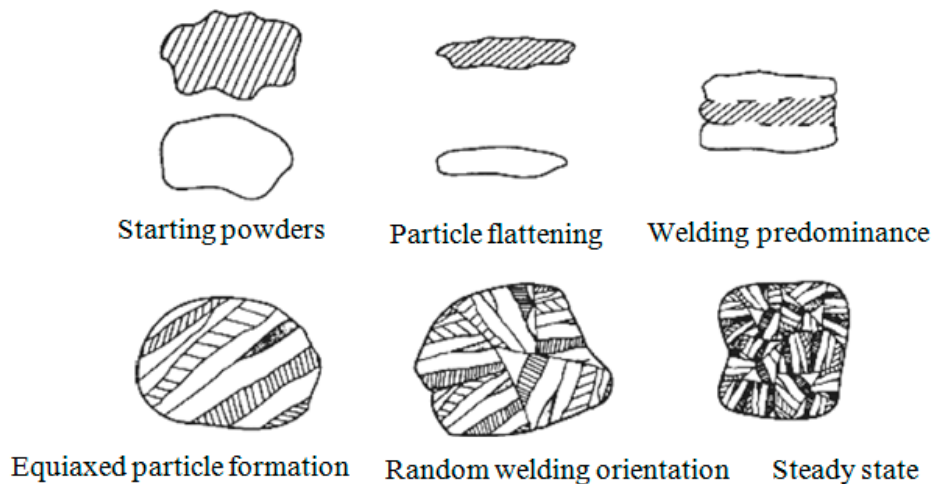 Starting powders
Particle flattening
Welding predominance
Equiaxed particle formation
Random welding orientation
Steady state